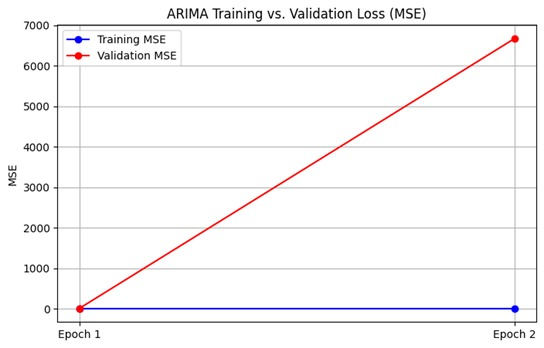 ARIMA Training vs. Validation Loss (MSE)
Training MSE
Validation MSE
7000
6000
5000
4000
3000
2000
1000
0
MSE
Epoch 1
Epoch 2